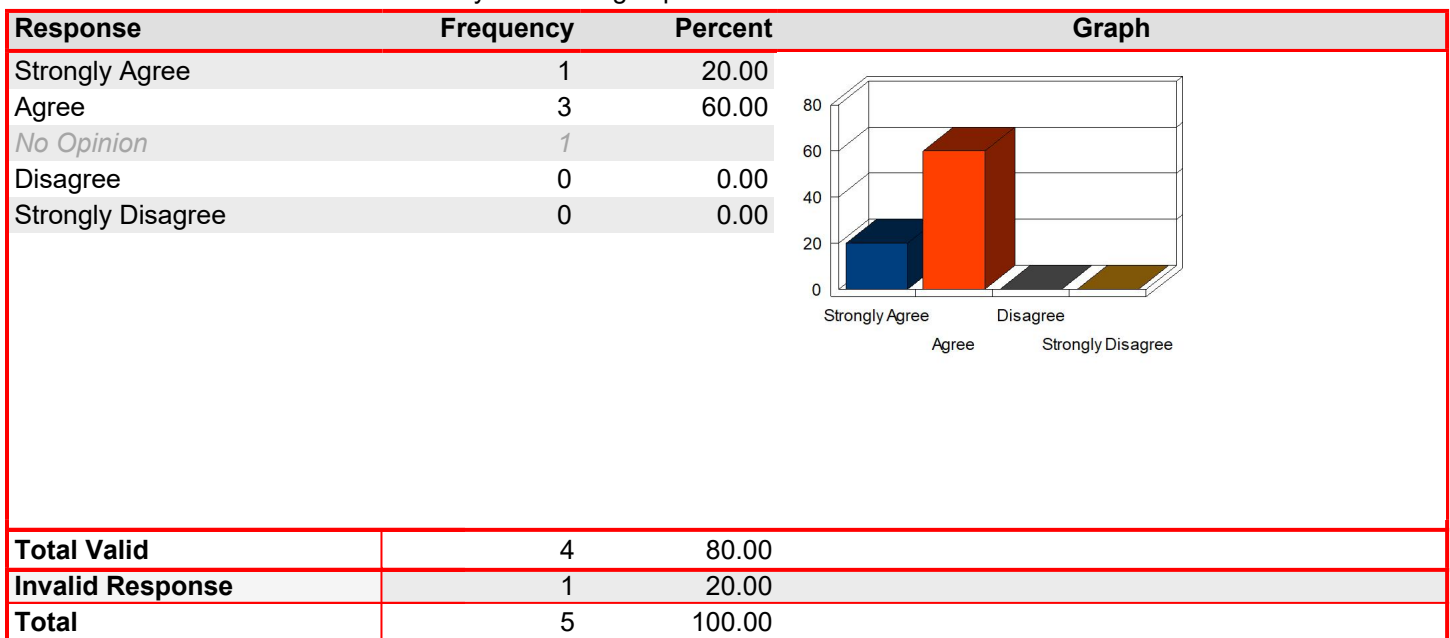 Response Frequency Percent Graph
Strongly Agree 1 20.00
Agree 3 60.00
No Opinion 1
Disagree 0 0.00
Strongly Disagree 0 0.00
80
60
40
20
0
Strongly Agree Disagree
Agree Strongly Disagree
Total Valid 4 80.00
Invalid Response 1 20.00
Total 5 100.00